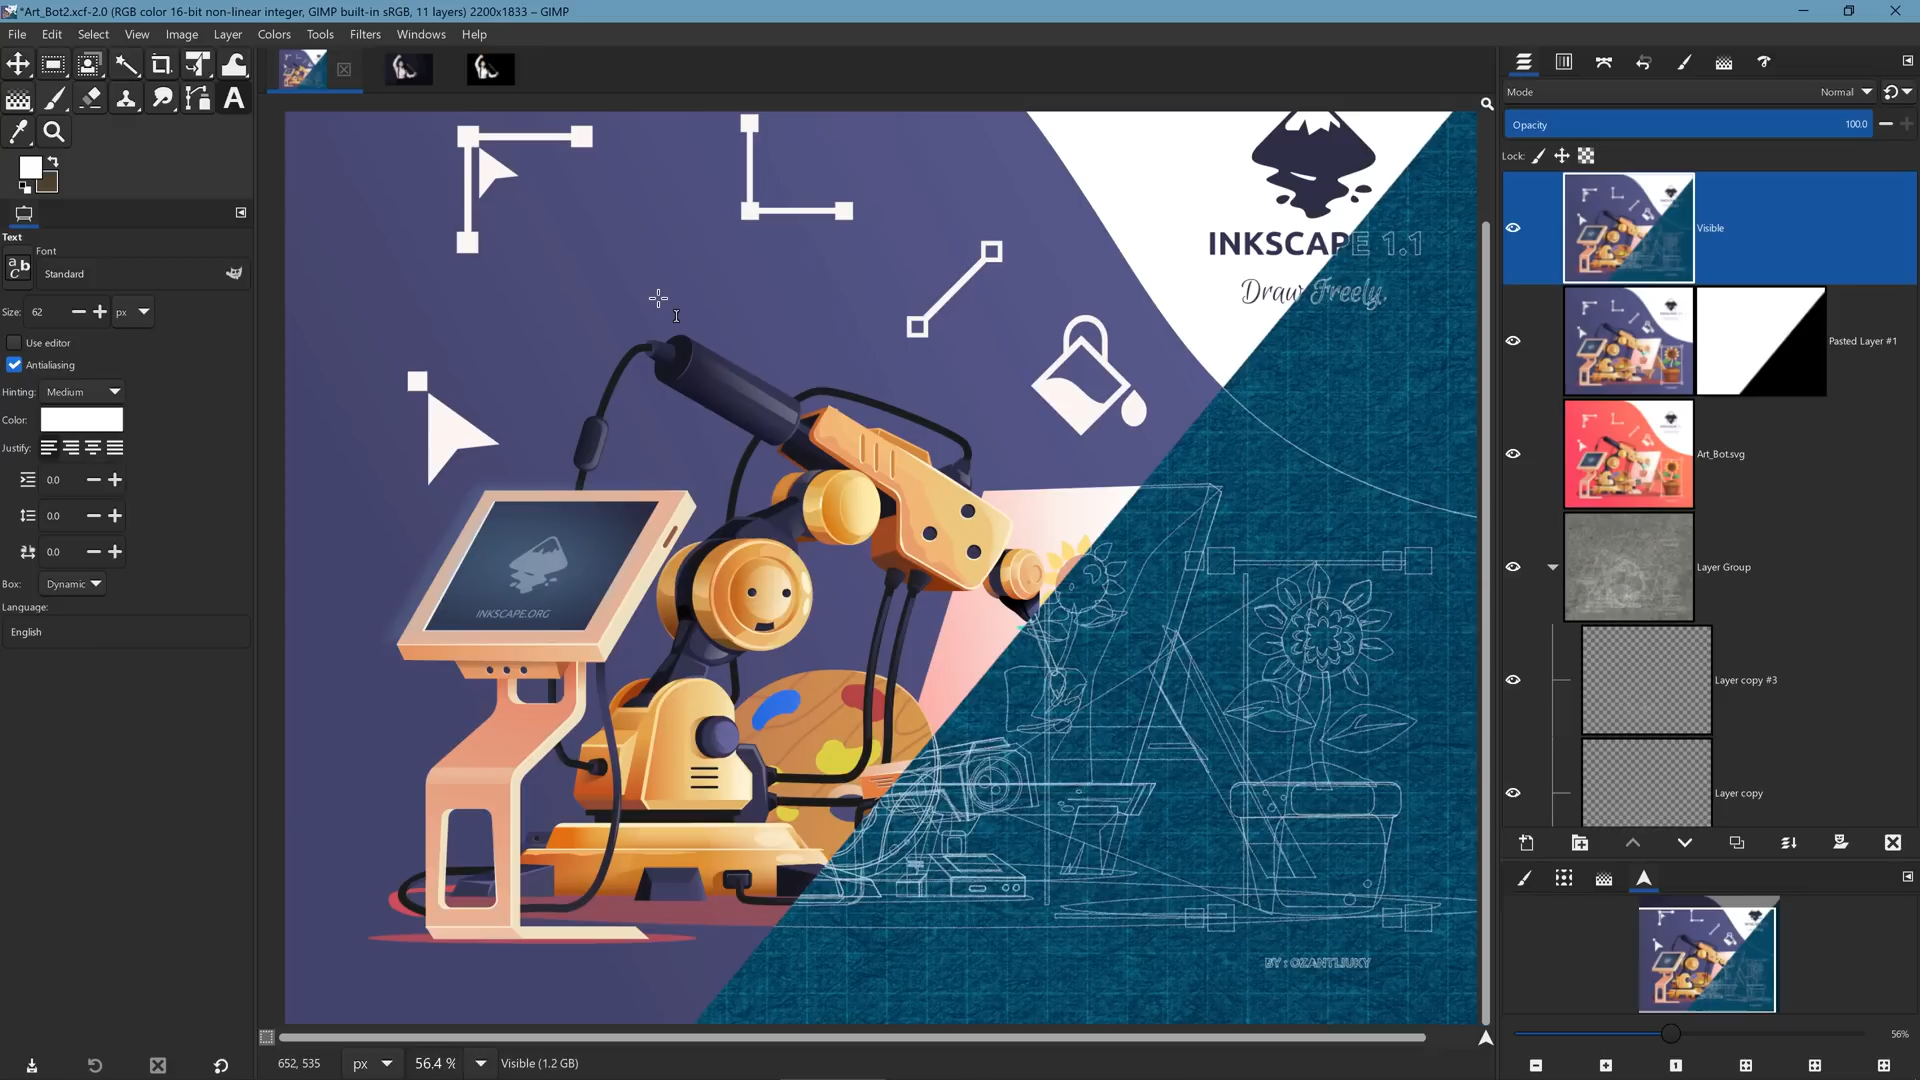 *Art_Bot2.xcf-2.0 (RGB color 16-bit non-linear integer, GIMP built-in sRGB, 11 layers) 2200x1833 – GIMP
File Edit Select View Image Layer Colors Tools Filters Windows Help
Mode Normal
Opacity 100.0
Lock:
Visible
INKSCAPE 1.1
Draw Freely.
Text
Font
Standard
Size: 62 px
Use editor
Antialiasing
Hinting: Medium
Color:
Justify:
0.0
0.0
0.0
Box: Dynamic
Language:
English
Pasted Layer #1
Art_Bot.svg
Layer Group
Layer copy #3
Layer copy
INKSCAPE.ORG
BY : OZANTLIUKY
56%
652, 535 px 56.4 % Visible (1.2 GB)